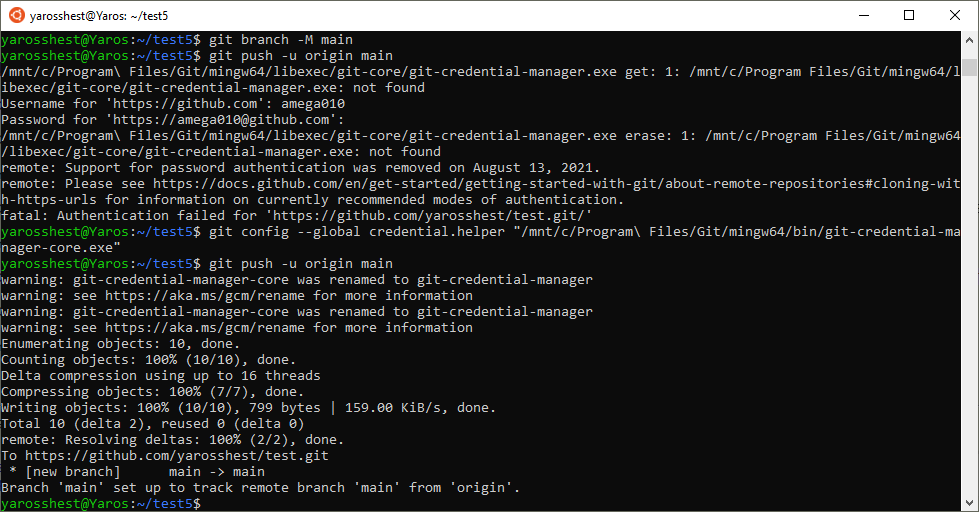 yarosshest@Yaros: ~/test5
yarosshest@Yaros:~/test5$ git branch -M main
yarosshest@Yaros:~/test5$ git push -u origin main
/mnt/c/Program\ Files/Git/mingw64/libexec/git-core/git-credential-manager.exe get: 1: /mnt/c/Program Files/Git/mingw64/l
ibexec/git-core/git-credential-manager.exe: not found
Username for 'https://github.com': amega010
Password for 'https://amega010@github.com':
/mnt/c/Program\ Files/Git/mingw64/libexec/git-core/git-credential-manager.exe erase: 1: /mnt/c/Program Files/Git/mingw64
/libexec/git-core/git-credential-manager.exe: not found
remote: Support for password authentication was removed on August 13, 2021.
remote: Please see https://docs.github.com/en/get-started/getting-started-with-git/about-remote-repositories#cloning-wit
h-https-urls for information on currently recommended modes of authentication.
fatal: Authentication failed for 'https://github.com/yarosshest/test.git/'
yarosshest@Yaros:~/test5$ git config --global credential.helper "/mnt/c/Program\ Files/Git/mingw64/bin/git-credential-ma
nager-core.exe"
yarosshest@Yaros:~/test5$ git push -u origin main
warning: git-credential-manager-core was renamed to git-credential-manager
warning: see https://aka.ms/gcm/rename for more information
warning: git-credential-manager-core was renamed to git-credential-manager
warning: see https://aka.ms/gcm/rename for more information
Enumerating objects: 10, done.
Counting objects: 100% (10/10), done.
Delta compression using up to 16 threads
Compressing objects: 100% (7/7), done.
Writing objects: 100% (10/10), 799 bytes | 159.00 KiB/s, done.
Total 10 (delta 2), reused 0 (delta 0)
remote: Resolving deltas: 100% (2/2), done.
To https://github.com/yarosshest/test.git
 * [new branch]      main -> main
Branch 'main' set up to track remote branch 'main' from 'origin'.
yarosshest@Yaros:~/test5$